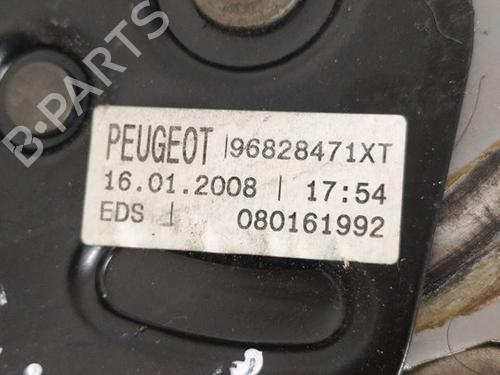 B-PARTS
PEUGEOT |96828471XT
16.01.2008 | 17:54
EDS | 080161992